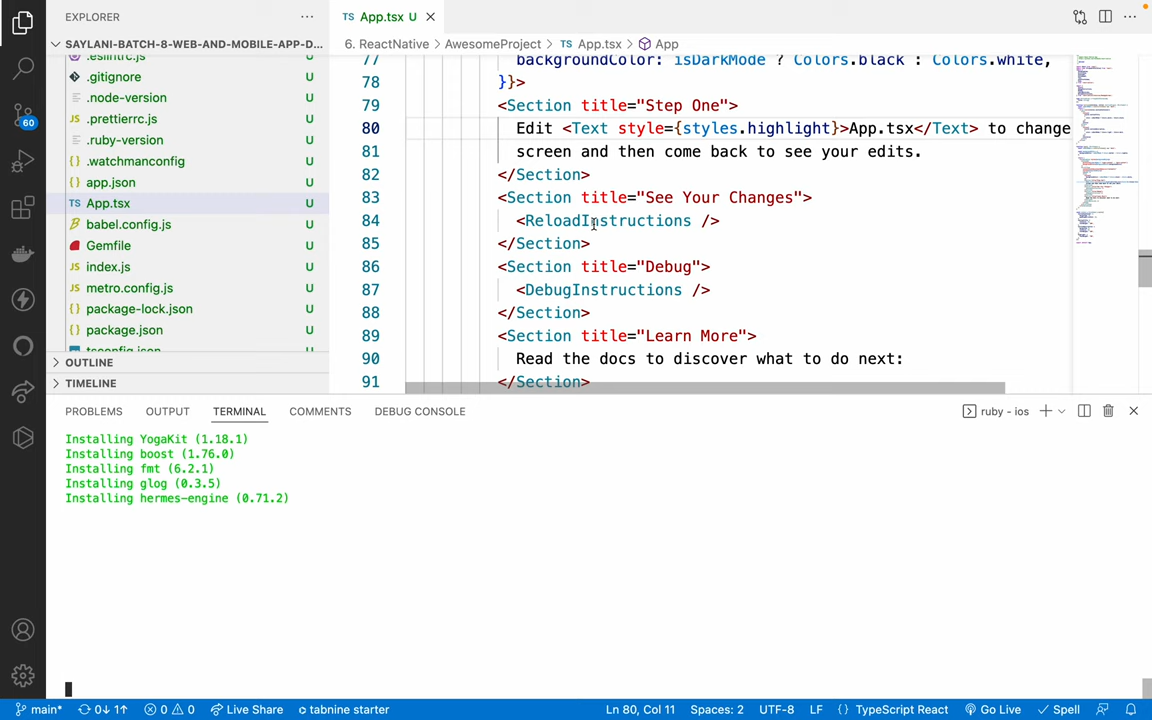 EXPLORER
TS App.tsx U
SAYLANI-BATCH-8-WEB-AND-MOBILE-APP-D...
6. ReactNative > AwesomeProject > TS App.tsx > App
.eslintrc.js U
.gitignore U
.node-version U
.prettierrc.js U
.ruby-version U
.watchmanconfig U
app.json U
TS App.tsx U
babel.config.js U
Gemfile U
index.js U
metro.config.js U
package-lock.json U
package.json U
tsconfig.json U
OUTLINE
TIMELINE
60
77 backgroundColor: isDarkMode ? Colors.black : Colors.white,
78 }}>
79 <Section title="Step One">
80 Edit <Text style={styles.highlight}>App.tsx</Text> to change
81 screen and then come back to see your edits.
82 </Section>
83 <Section title="See Your Changes">
84 <ReloadInstructions />
85 </Section>
86 <Section title="Debug">
87 <DebugInstructions />
88 </Section>
89 <Section title="Learn More">
90 Read the docs to discover what to do next:
91 </Section>
PROBLEMS OUTPUT TERMINAL COMMENTS DEBUG CONSOLE ruby - ios
Installing YogaKit (1.18.1)
Installing boost (1.76.0)
Installing fmt (6.2.1)
Installing glog (0.3.5)
Installing hermes-engine (0.71.2)
main* 0↓ 1↑ 0 0 Live Share tabnine starter Ln 80, Col 11 Spaces: 2 UTF-8 LF {} TypeScript React Go Live Spell